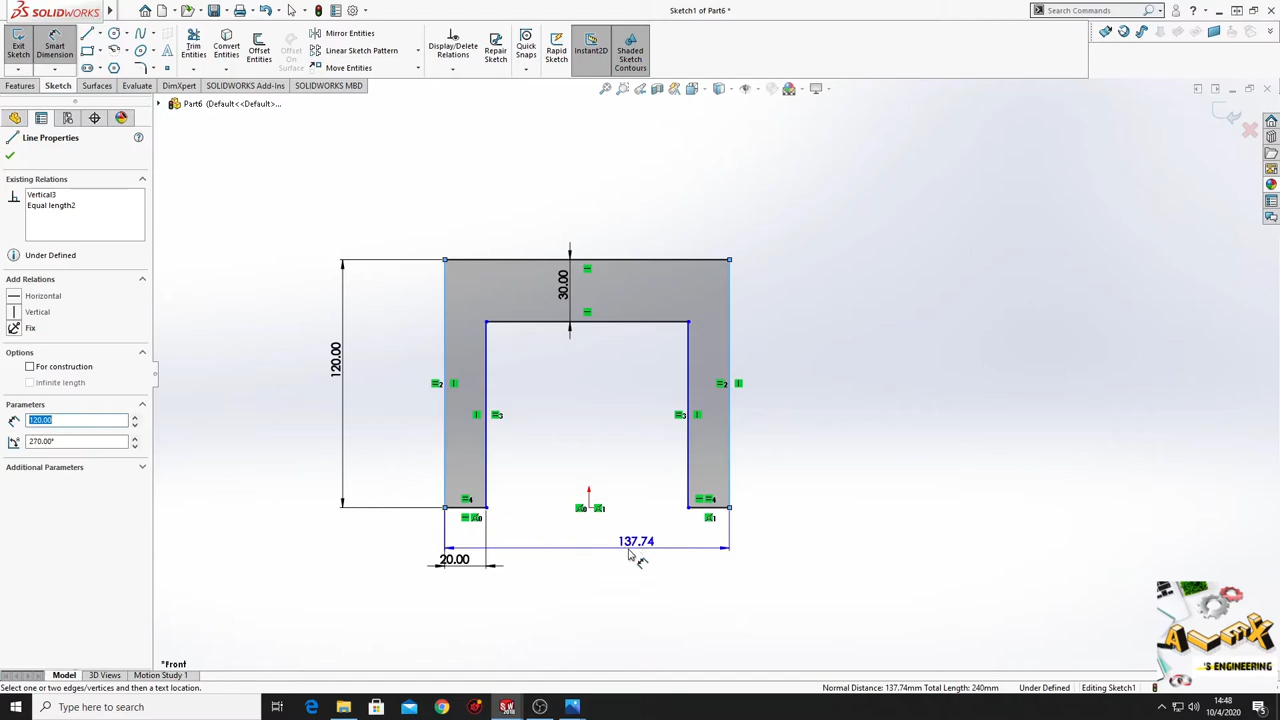 SOLIDWORKS
Sketch1 of Part6 *
Search Commands
Exit Sketch
Smart Dimension
Trim Entities
Convert Entities
Offset Entities
Offset On Surface
Mirror Entities
Linear Sketch Pattern
Move Entities
Display/Delete Relations
Repair Sketch
Quick Snaps
Rapid Sketch
Instant2D
Shaded Sketch Contours
Features
Sketch
Surfaces
Evaluate
DimXpert
SOLIDWORKS Add-Ins
SOLIDWORKS MBD
Part6 (Default<<Default>...
Line Properties
Existing Relations
Vertical3
Equal length2
Under Defined
Add Relations
Horizontal
Vertical
Fix
Options
For construction
Infinite length
Parameters
120.00
270.00°
Additional Parameters
30.00
120.00
137.74
20.00
*Front
ALMX
'S ENGINEERING
Model
3D Views
Motion Study 1
Select one or two edges/vertices and then a text location.
Normal Distance: 137.74mm Total Length: 240mm
Under Defined
Editing Sketch1
Type here to search
14:48
10/4/2020